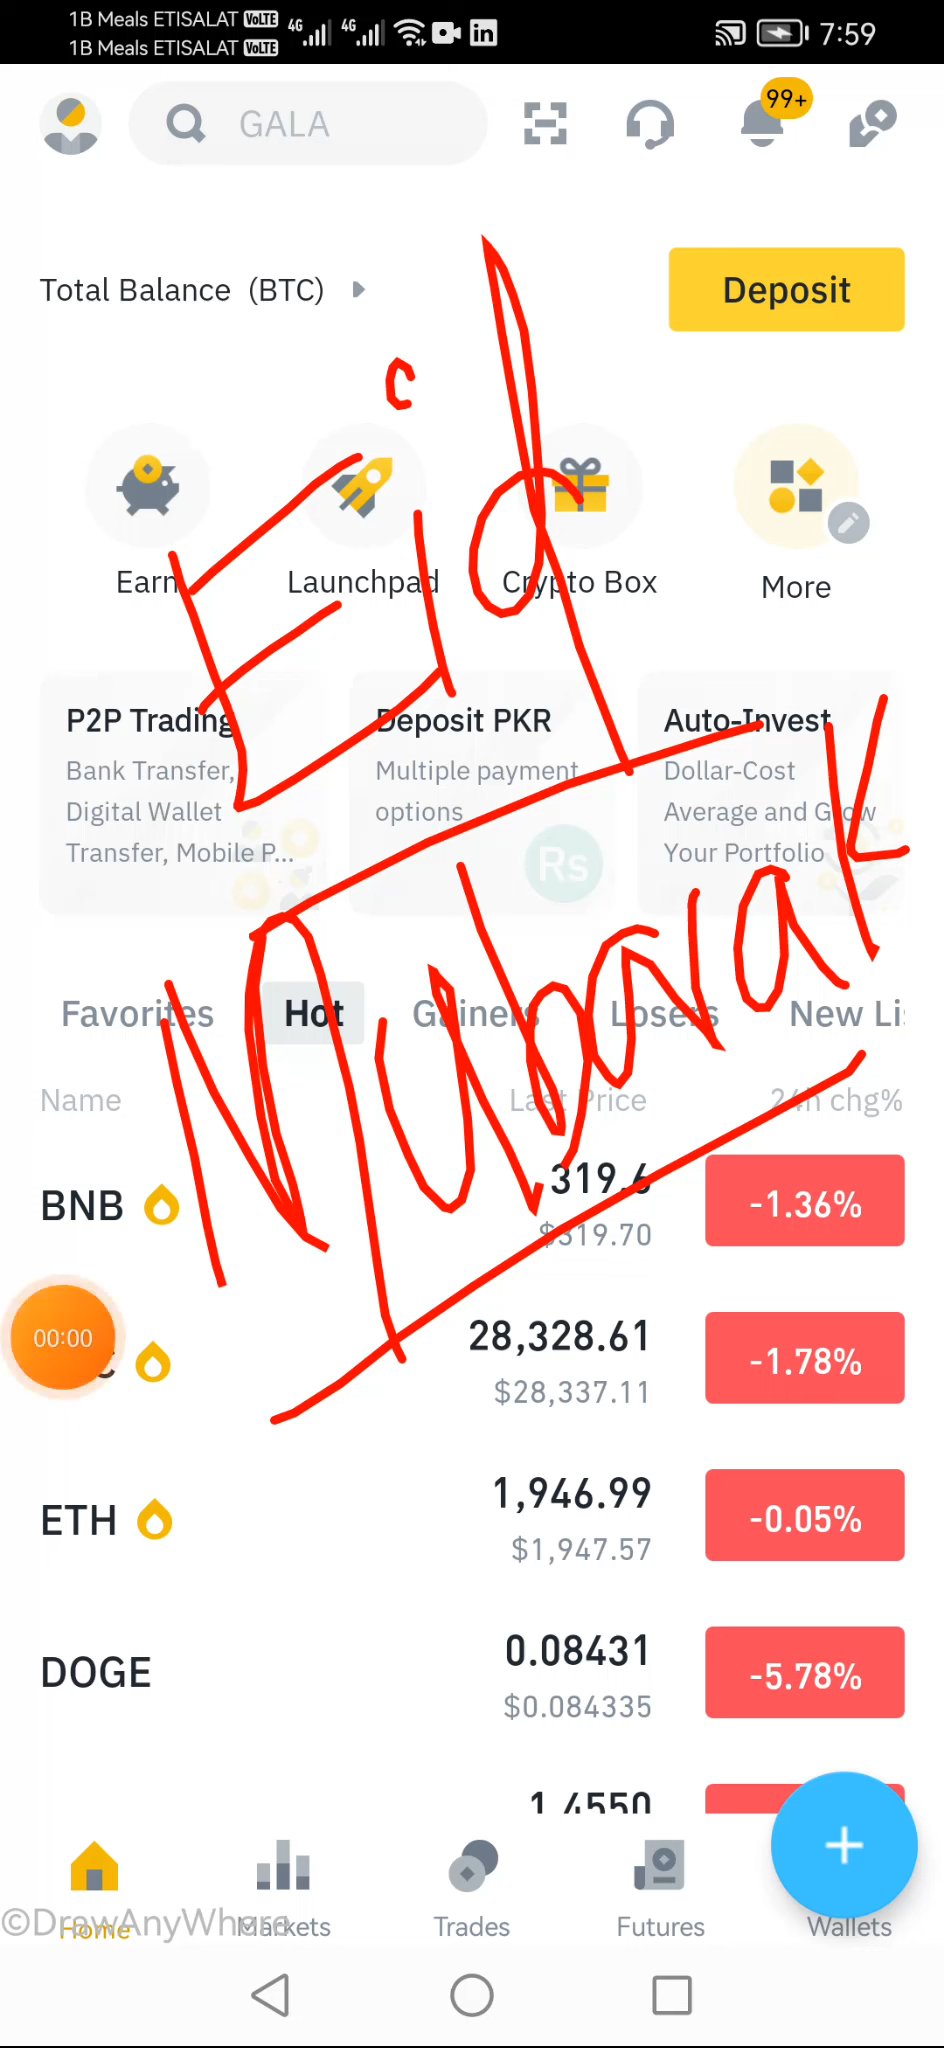 1B Meals ETISALAT VoLTE 4G 4G in 7:59
1B Meals ETISALAT VoLTE
GALA 99+
Total Balance (BTC) Deposit
Eid
Earn Launchpad Crypto Box More
P2P Trading Deposit PKR Auto-Invest
Bank Transfer, Multiple payment Dollar-Cost
Digital Wallet options Average and Grow
Transfer, Mobile P... Rs Your Portfolio
Mubarak
Favorites Hot Gainers Losers New Li
Name Last Price 24h chg%
BNB 319.6 -1.36%
$319.70
00:00 28,328.61 -1.78%
$28,337.11
ETH 1,946.99 -0.05%
$1,947.57
DOGE 0.08431 -5.78%
$0.084335
1.4550
©DrawAnyWhere
Home Markets Trades Futures Wallets